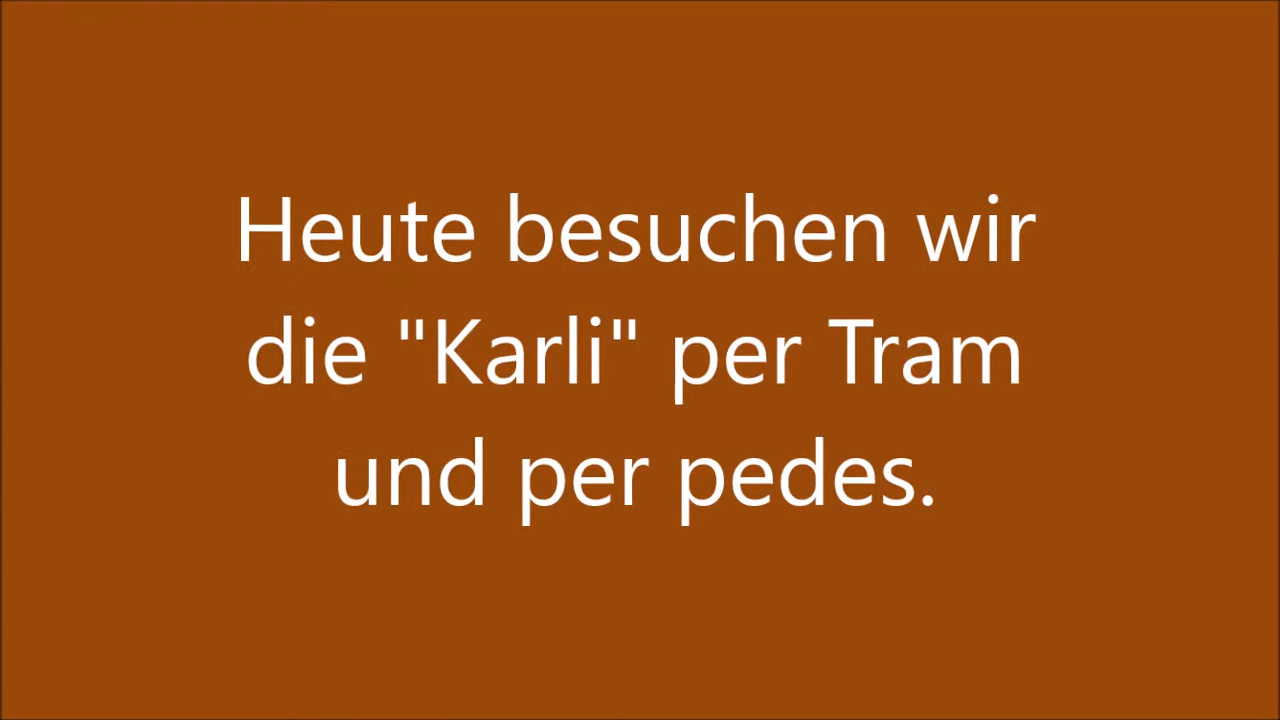 Heute besuchen wir
die "Karli" per Tram
und per pedes.